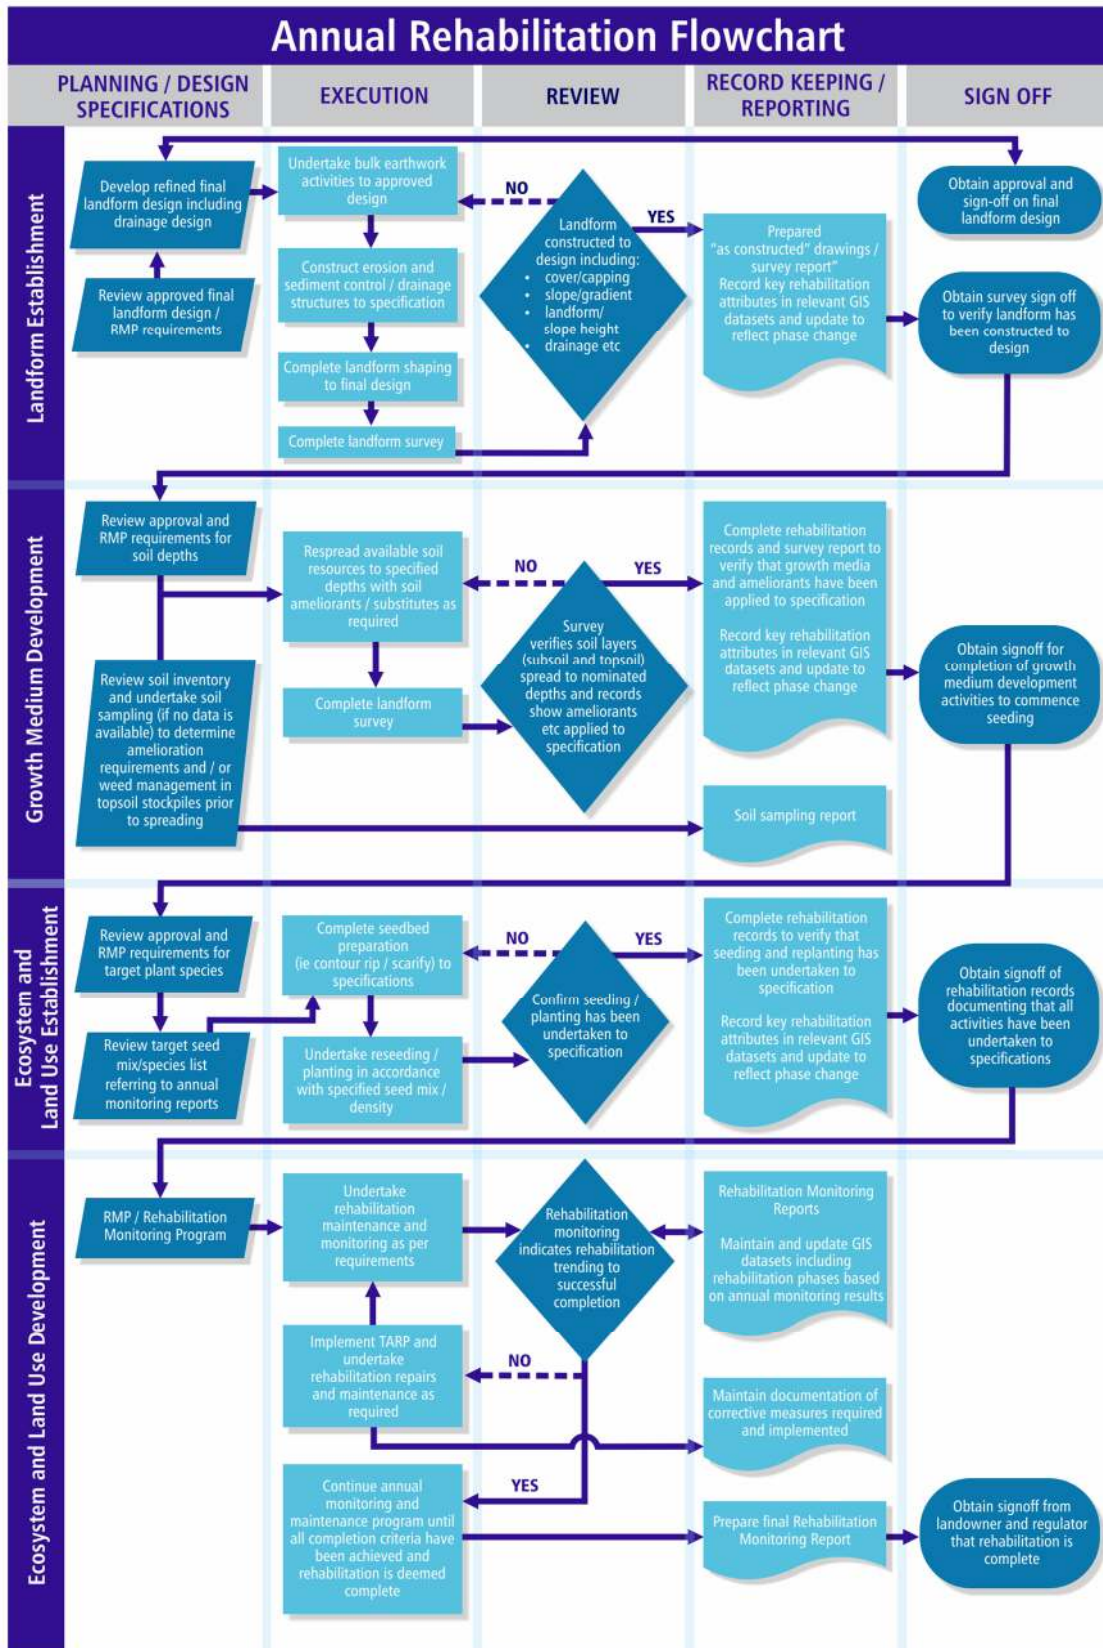 Annual Rehabilitation Flowchart
PLANNING / DESIGN
SPECIFICATIONS
EXECUTION
REVIEW
RECORD KEEPING /
REPORTING
SIGN OFF
Landform Establishment
Develop refined final
landform design including
drainage design
Review approved final
landform design /
RMP requirements
Undertake bulk earthwork
activities to approved
design
Construct erosion and
sediment control / drainage
structures to specification
Complete landform shaping
to final design
Complete landform survey
NO
YES
Landform
constructed to
design including:
• cover/capping
• slope/gradient
• landform/
slope height
• drainage etc
Prepared
"as constructed" drawings /
survey report"
Record key rehabilitation
attributes in relevant GIS
datasets and update to
reflect phase change
Obtain approval and
sign-off on final
landform design
Obtain survey sign off
to verify landform has
been constructed to
design
Growth Medium Development
Review approval and
RMP requirements for
soil depths
Review soil inventory
and undertake soil
sampling (if no data is
available) to determine
amelioration
requirements and / or
weed management in
topsoil stockpiles prior
to spreading
Respread available soil
resources to specified
depths with soil
ameliorants / substitutes as
required
Complete landform
survey
NO
YES
Survey
verifies soil layers
(subsoil and topsoil)
spread to nominated
depths and records
show ameliorants
etc applied to
specification
Complete rehabilitation
records and survey report to
verify that growth media
and ameliorants have been
applied to specification
Record key rehabilitation
attributes in relevant GIS
datasets and update to
reflect phase change
Soil sampling report
Obtain signoff for
completion of growth
medium development
activities to commence
seeding
Ecosystem and
Land Use Establishment
Review approval and
RMP requirements for
target plant species
Review target seed
mix/species list
referring to annual
monitoring reports
Complete seedbed
preparation
(ie contour rip / scarify) to
specifications
Undertake reseeding /
planting in accordance
with specified seed mix /
density
NO
YES
Confirm seeding /
planting has been
undertaken to
specification
Complete rehabilitation
records to verify that
seeding and replanting has
been undertaken to
specification
Record key rehabilitation
attributes in relevant GIS
datasets and update to
reflect phase change
Obtain signoff of
rehabilitation records
documenting that all
activities have been
undertaken to
specifications
Ecosystem and Land Use Development
RMP / Rehabilitation
Monitoring Program
Undertake
rehabilitation
maintenance and
monitoring as per
requirements
Implement TARP and
undertake
rehabilitation repairs
and maintenance as
required
Continue annual
monitoring and
maintenance program until
all completion criteria have
been achieved and
rehabilitation is deemed
complete
Rehabilitation
monitoring
indicates rehabilitation
trending to
successful
completion
NO
YES
Rehabilitation Monitoring
Reports
Maintain and update GIS
datasets including
rehabilitation phases based
on annual monitoring results
Maintain documentation of
corrective measures required
and implemented
Prepare final Rehabilitation
Monitoring Report
Obtain signoff from
landowner and regulator
that rehabilitation is
complete